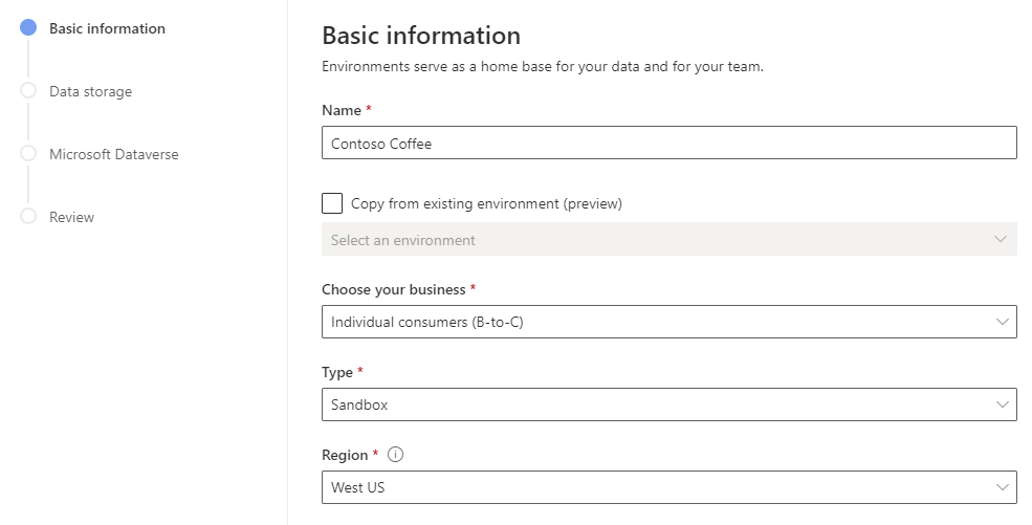 Basic information
Data storage
Microsoft Dataverse
Review
Basic information
Environments serve as a home base for your data and for your team.
Name *
Contoso Coffee
Copy from existing environment (preview)
Select an environment
Choose your business *
Individual consumers (B-to-C)
Type *
Sandbox
Region *
West US